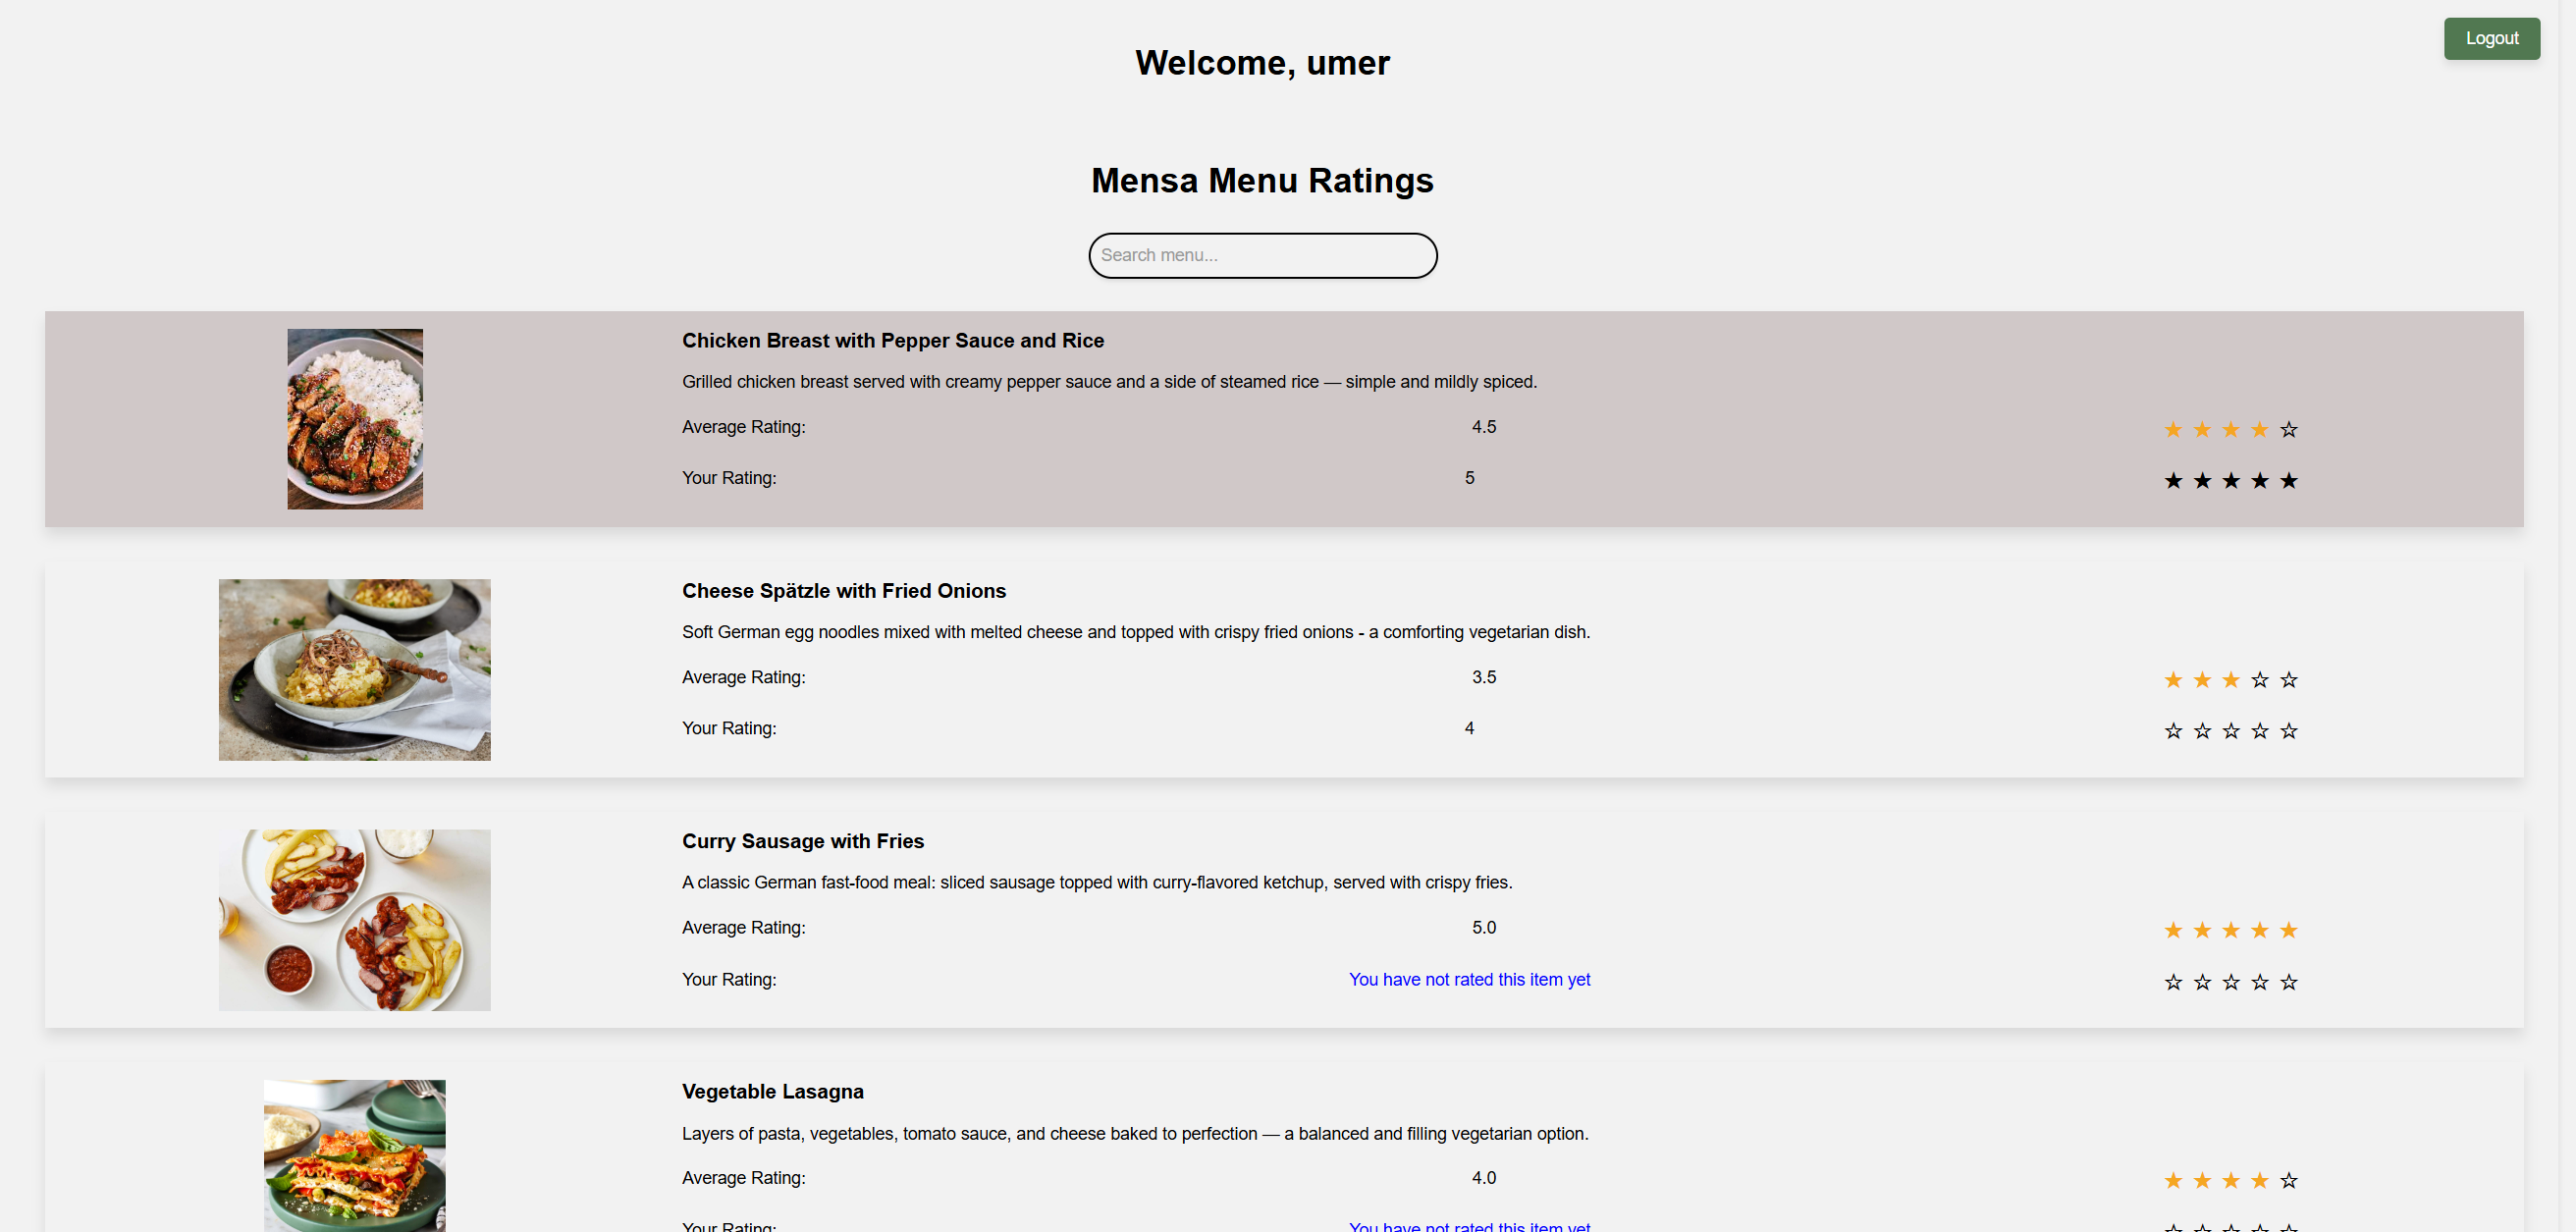 Logout
Welcome, umer
Mensa Menu Ratings
Search menu...
Chicken Breast with Pepper Sauce and Rice
Grilled chicken breast served with creamy pepper sauce and a side of steamed rice — simple and mildly spiced.
Average Rating: 4.5 ★ ★ ★ ★ ☆
Your Rating: 5 ★ ★ ★ ★ ★
Cheese Spätzle with Fried Onions
Soft German egg noodles mixed with melted cheese and topped with crispy fried onions - a comforting vegetarian dish.
Average Rating: 3.5 ★ ★ ★ ☆ ☆
Your Rating: 4 ☆ ☆ ☆ ☆ ☆
Curry Sausage with Fries
A classic German fast-food meal: sliced sausage topped with curry-flavored ketchup, served with crispy fries.
Average Rating: 5.0 ★ ★ ★ ★ ★
Your Rating: You have not rated this item yet ☆ ☆ ☆ ☆ ☆
Vegetable Lasagna
Layers of pasta, vegetables, tomato sauce, and cheese baked to perfection — a balanced and filling vegetarian option.
Average Rating: 4.0 ★ ★ ★ ★ ☆
Your Rating: You have not rated this item yet ☆ ☆ ☆ ☆ ☆